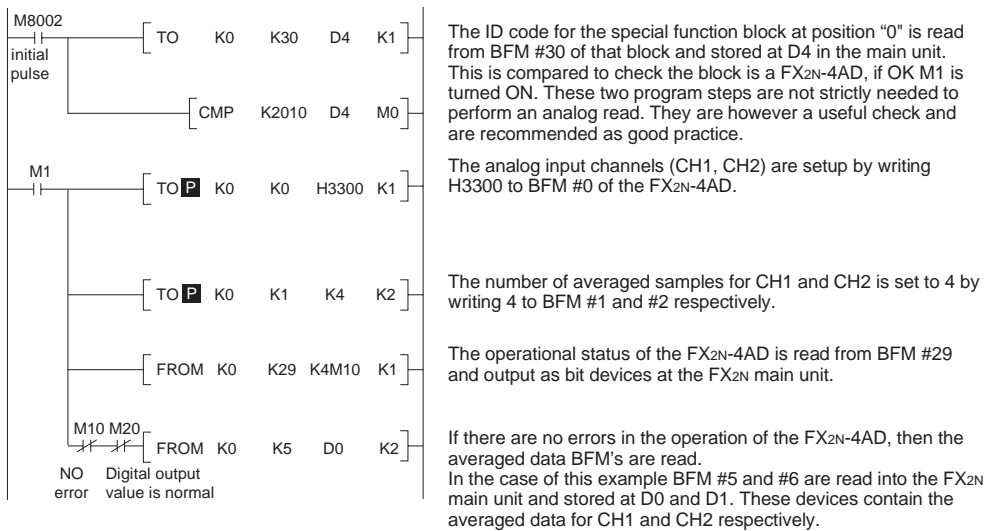 M8002
initial
pulse
TO K0 K30 D4 K1
CMP K2010 D4 M0
The ID code for the special function block at position “0" is read
from BFM #30 of that block and stored at D4 in the main unit.
This is compared to check the block is a FX2N-4AD, if OK M1 is
turned ON. These two program steps are not strictly needed to
perform an analog read. They are however a useful check and
are recommended as good practice.
M1
TO P K0 K0 H3300 K1
The analog input channels (CH1, CH2) are setup by writing
H3300 to BFM #0 of the FX2N-4AD.
TO P K0 K1 K4 K2
The number of averaged samples for CH1 and CH2 is set to 4 by
writing 4 to BFM #1 and #2 respectively.
FROM K0 K29 K4M10 K1
The operational status of the FX2N-4AD is read from BFM #29
and output as bit devices at the FX2N main unit.
M10 M20
FROM K0 K5 D0 K2
NO Digital output
error value is normal
If there are no errors in the operation of the FX2N-4AD, then the
averaged data BFM's are read.
In the case of this example BFM #5 and #6 are read into the FX2N
main unit and stored at D0 and D1. These devices contain the
averaged data for CH1 and CH2 respectively.